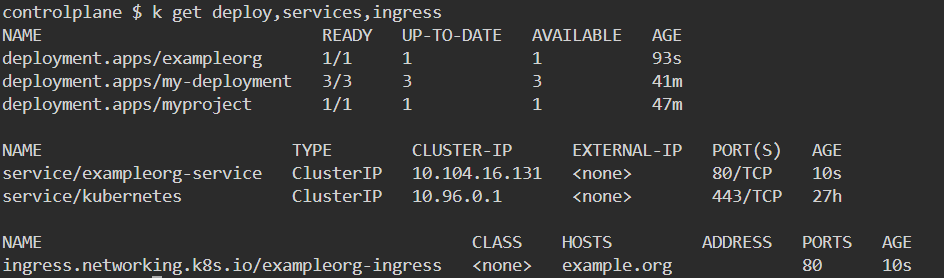 controlplane $ k get deploy,services,ingress
NAME READY UP-TO-DATE AVAILABLE AGE
deployment.apps/exampleorg 1/1 1 1 93s
deployment.apps/my-deployment 3/3 3 3 41m
deployment.apps/myproject 1/1 1 1 47m
NAME TYPE CLUSTER-IP EXTERNAL-IP PORT(S) AGE
service/exampleorg-service ClusterIP 10.104.16.131 <none> 80/TCP 10s
service/kubernetes ClusterIP 10.96.0.1 <none> 443/TCP 27h
NAME CLASS HOSTS ADDRESS PORTS AGE
ingress.networking.k8s.io/exampleorg-ingress <none> example.org 80 10s